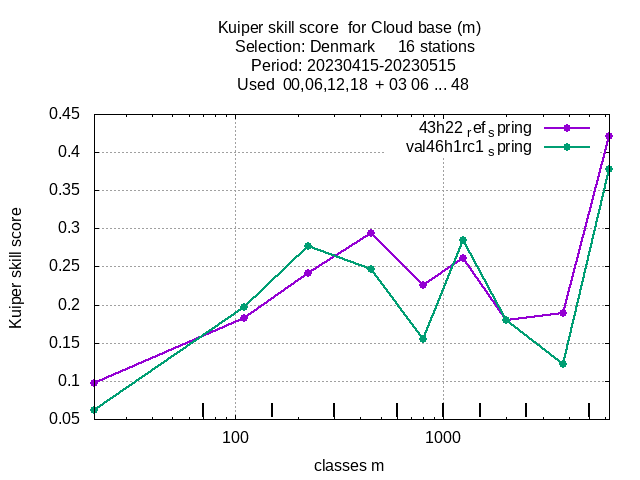 Kuiper skill score  for Cloud base (m)
Selection: Denmark     16 stations
Period: 20230415-20230515
Used  00,06,12,18  + 03 06 ... 48
43h22 ref spring
val46h1rc1 spring
0.45
0.4
0.35
0.3
0.25
0.2
0.15
0.1
0.05
Kuiper skill score
100 1000
classes m